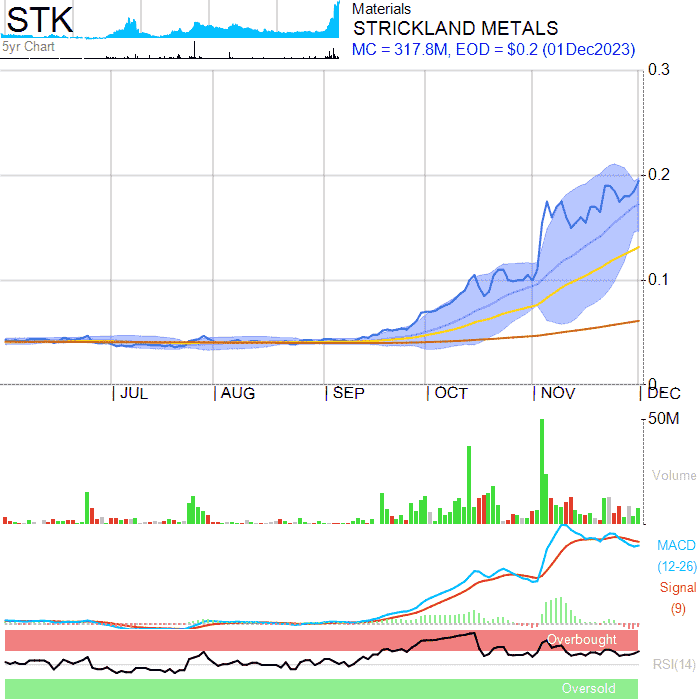 STK
5yr Chart
Materials
STRICKLAND METALS
MC = 317.8M, EOD = $0.2 (01Dec2023)
0.3
0.2
0.1
0
JUL AUG SEP OCT NOV DEC
50M
Volume
MACD
(12-26)
Signal
(9)
Overbought
RSI(14)
Oversold